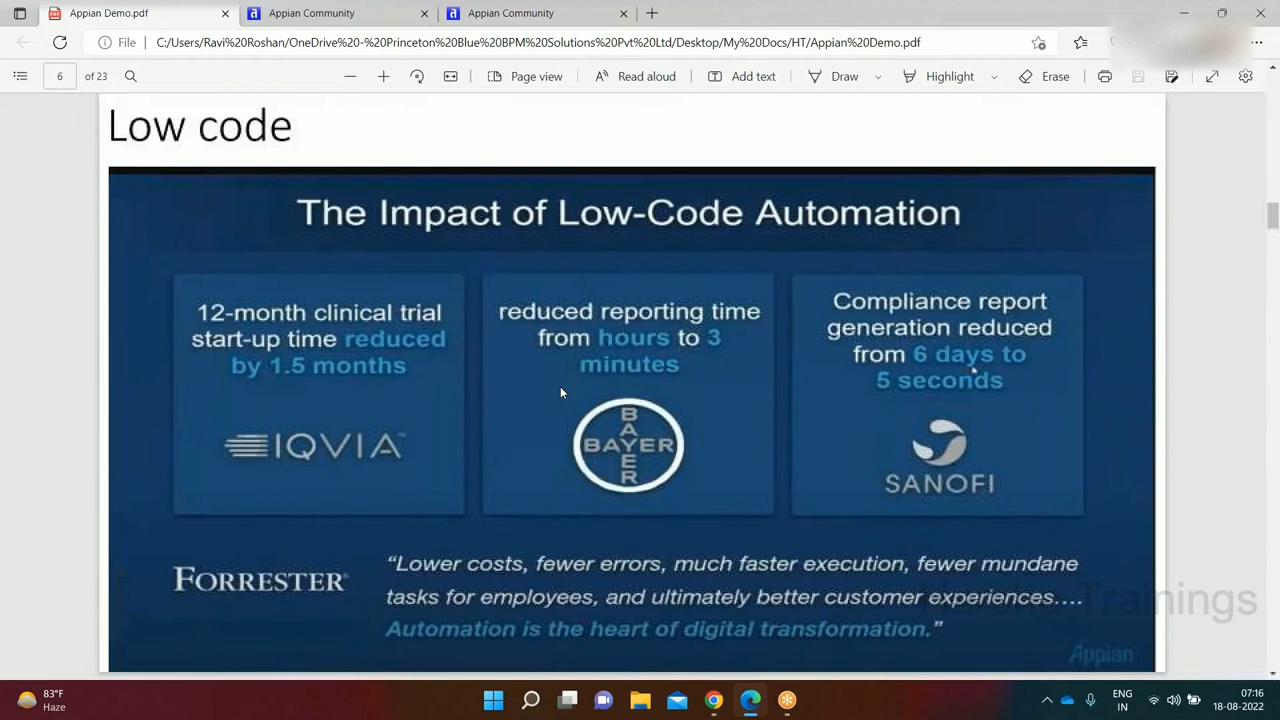 Appian Demo.pdf
Appian Community
Appian Community
File
C:/Users/Ravi%20Roshan/OneDrive%20-%20Princeton%20Blue%20BPM%20Solutions%20Pvt%20Ltd/Desktop/My%20Docs/HT/Appian%20Demo.pdf
6 of 23
Page view
Read aloud
Add text
Draw
Highlight
Erase
Low code
The Impact of Low-Code Automation
12-month clinical trial
start-up time reduced
by 1.5 months
IQVIA™
reduced reporting time
from hours to 3
minutes
BAYER
BAYER
Compliance report
generation reduced
from 6 days to
5 seconds
SANOFI
FORRESTER®
“Lower costs, fewer errors, much faster execution, fewer mundane
tasks for employees, and ultimately better customer experiences....
Automation is the heart of digital transformation.”
Trainings
Appian
83°F
Haze
ENG
IN
07:16
18-08-2022